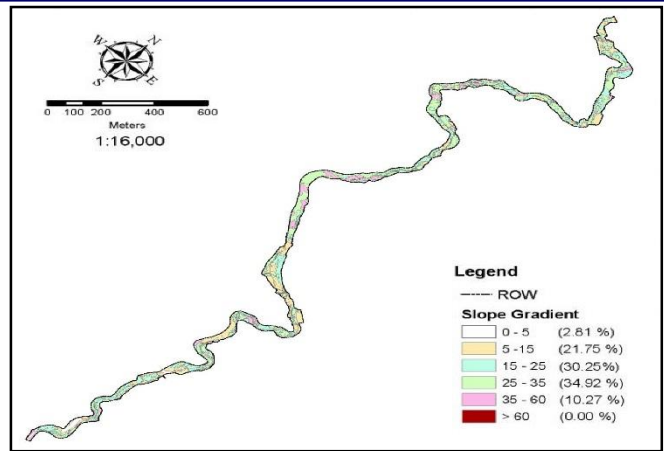 W N
S E
0 100 200 400 600
Meters
1:16,000
Legend
ROW
Slope Gradient
0 - 5 (2.81 %)
5 -15 (21.75 %)
15 - 25 (30.25%)
25 - 35 (34.92 %)
35 - 60 (10.27 %)
> 60 (0.00 %)